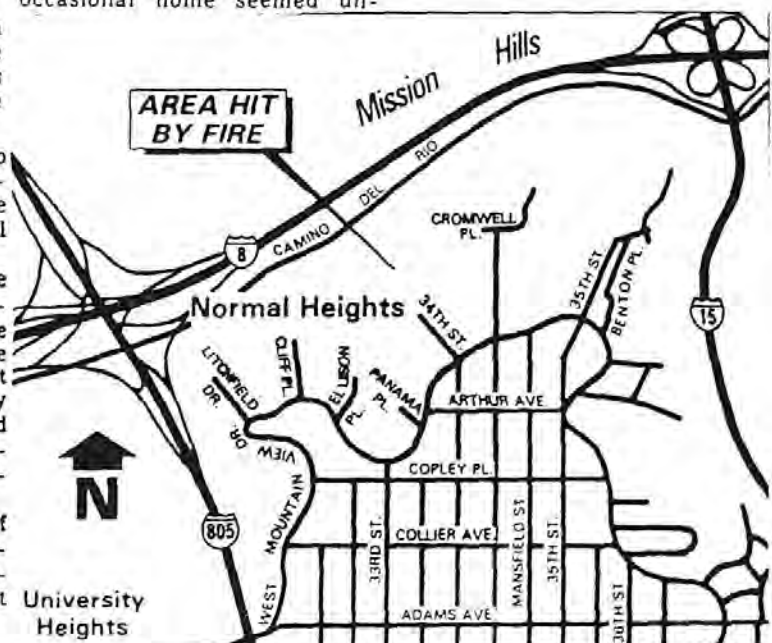 occasional home seemed un-
Mission Hills
AREA HIT
BY FIRE
CAMINO DEL RIO
8
CROMWELL
PL.
35TH ST.
BENTON PL.
15
Normal Heights
34TH ST.
LITCHFIELD
DR.
CLIFF PL.
ELLISON
PL.
PANAMA
PL.
ARTHUR AVE.
DR.
VIEW
MOUNTAIN
WEST
COPLEY PL.
N
805
33RD ST.
COLLIER AVE.
MANSFIELD ST
35TH ST.
36TH ST
University
Heights
ADAMS AVE